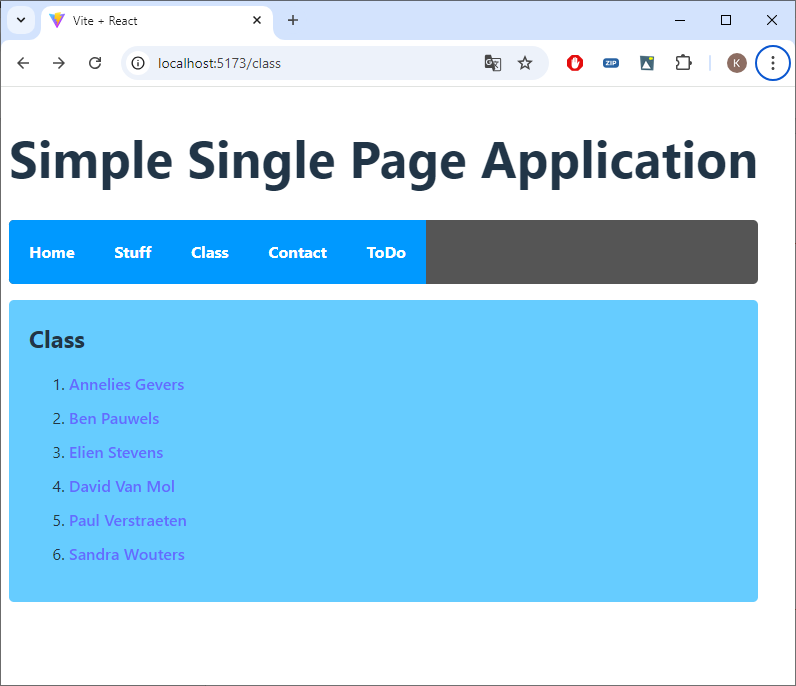 Vite + React
localhost:5173/class
ZIP
K
Simple Single Page Application
Home Stuff Class Contact ToDo
Class
1. Annelies Gevers
2. Ben Pauwels
3. Elien Stevens
4. David Van Mol
5. Paul Verstraeten
6. Sandra Wouters